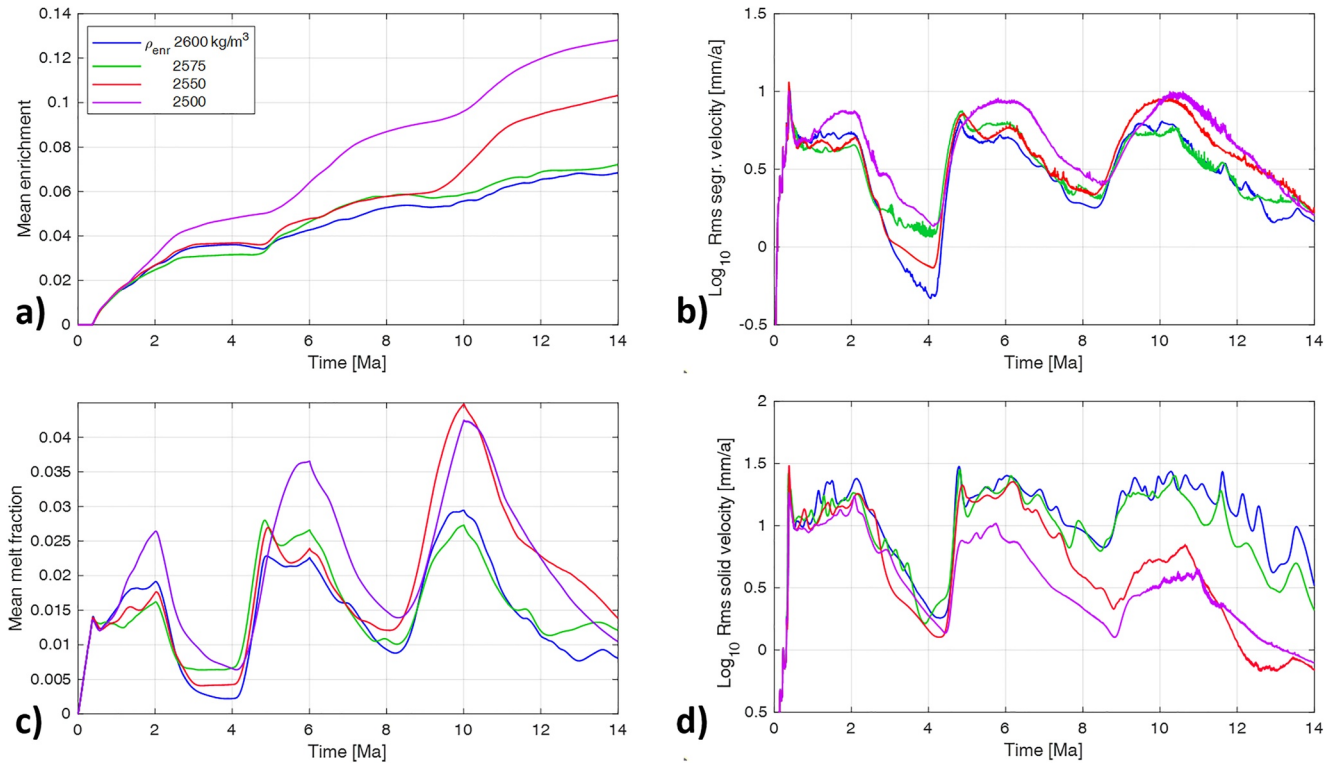 0.14
0.12
0.1
0.08
0.06
0.04
0.02
0
Mean enrichment
ρenr 2600 kg/m³
2575
2550
2500
0 2 4 6 8 10 12 14
Time [Ma]
a)
1.5
1
0.5
0
-0.5
Log10 Rms segr. velocity [mm/a]
0 2 4 6 8 10 12 14
Time [Ma]
b)
0.04
0.035
0.03
0.025
0.02
0.015
0.01
0.005
0
Mean melt fraction
0 2 4 6 8 10 12 14
Time [Ma]
c)
2
1.5
1
0.5
0
0.5
Log10 Rms solid velocity [mm/a]
0 2 4 6 8 10 12 14
Time [Ma]
d)